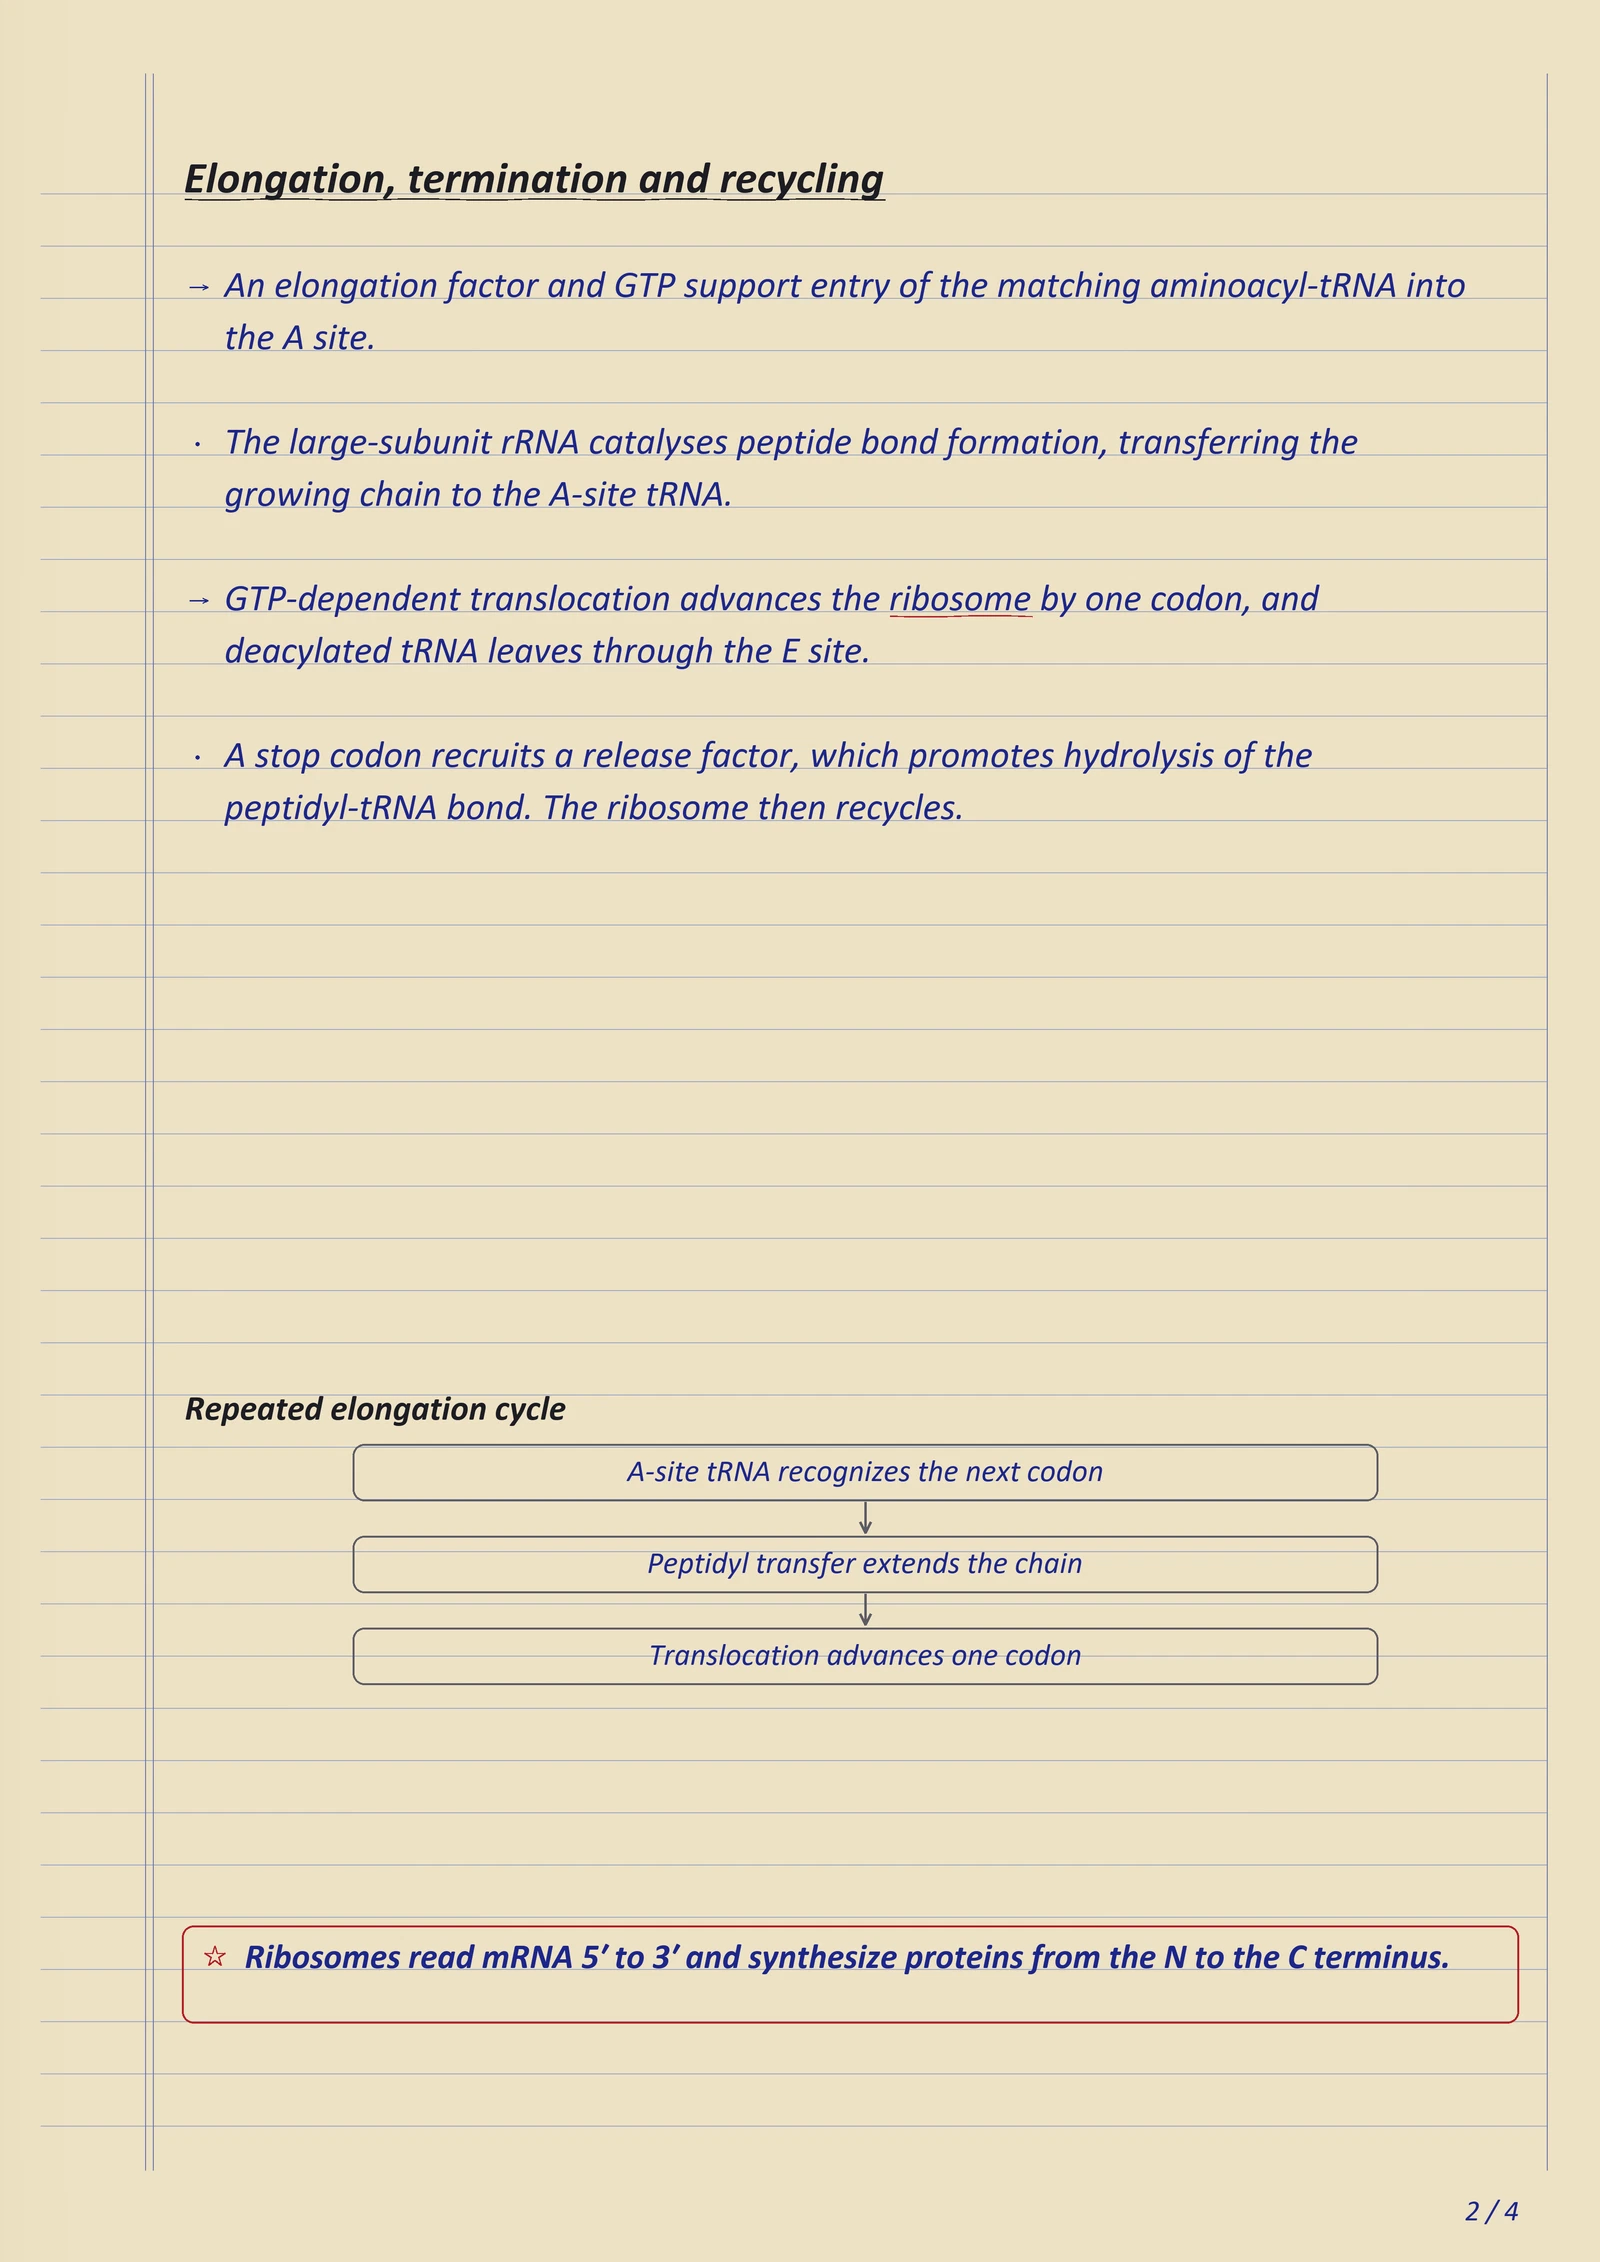 Elongation, termination and recycling
→ An elongation factor and GTP support entry of the matching aminoacyl-tRNA into
the A site.
· The large-subunit rRNA catalyses peptide bond formation, transferring the
growing chain to the A-site tRNA.
→ GTP-dependent translocation advances the ribosome by one codon, and
deacylated tRNA leaves through the E site.
· A stop codon recruits a release factor, which promotes hydrolysis of the
peptidyl-tRNA bond. The ribosome then recycles.
Repeated elongation cycle
A-site tRNA recognizes the next codon
Peptidyl transfer extends the chain
Translocation advances one codon
☆ Ribosomes read mRNA 5′ to 3′ and synthesize proteins from the N to the C terminus.
2 / 4